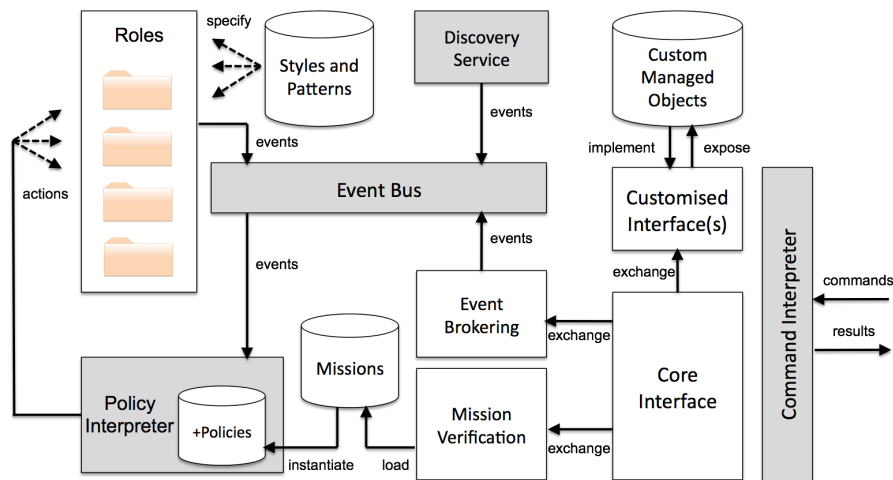 Roles
specify
Styles and
Patterns
Discovery
Service
Custom
Managed
Objects
events
events
implement
expose
actions
Event Bus
Customised
Interface(s)
Command Interpreter
events
events
exchange
commands
Event
Brokering
exchange
results
Missions
Core
Interface
Policy
Interpreter
+Policies
Mission
Verification
exchange
instantiate
load